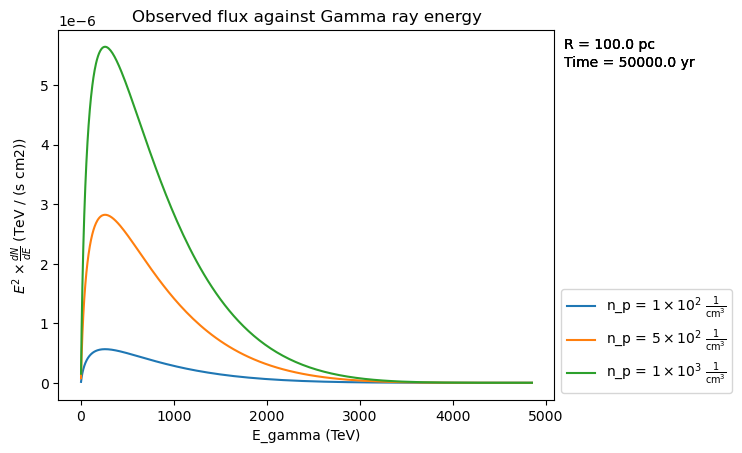 Observed flux against Gamma ray energy
1e−6
R = 100.0 pc
Time = 50000.0 yr
5
4
3
2
1
0
E² × dN/dE (TeV / (s cm2))
0 1000 2000 3000 4000 5000
E_gamma (TeV)
n_p = 1 × 10² 1/cm³
n_p = 5 × 10² 1/cm³
n_p = 1 × 10³ 1/cm³